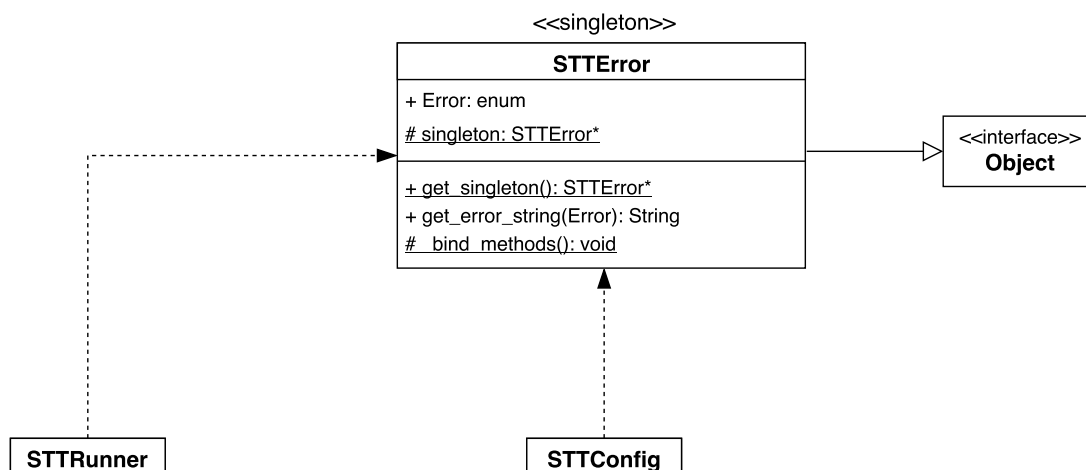 <<singleton>>
STTError
+ Error: enum
# singleton: STTError*
<<interface>>
Object
+ get_singleton(): STTError*
+ get_error_string(Error): String
# _bind_methods(): void
STTRunner
STTConfig